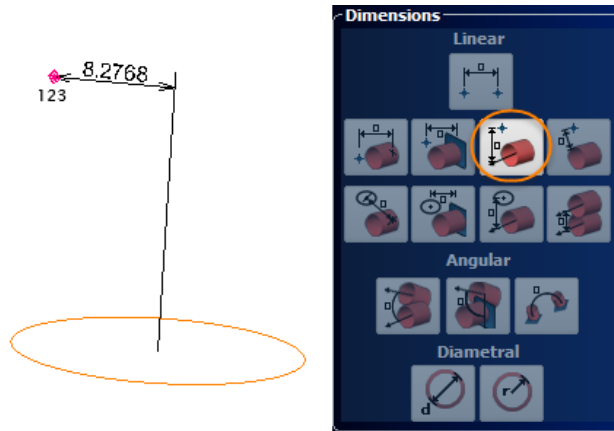 8.2768
123
Dimensions
Linear
Angular
Diametral
d
r